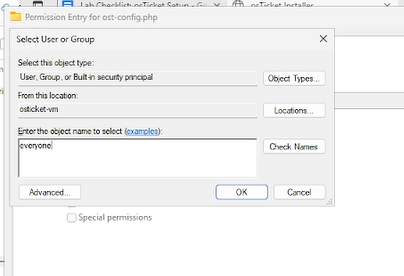 Lab Checklist: osTicket Setup - G
osTicket Installer
Permission Entry for ost-config.php
Select User or Group
Select this object type:
User, Group, or Built-in security principal
Object Types...
From this location:
osticket-vm
Locations...
Enter the object name to select (examples):
everyone
Check Names
Advanced...
OK
Cancel
Special permissions